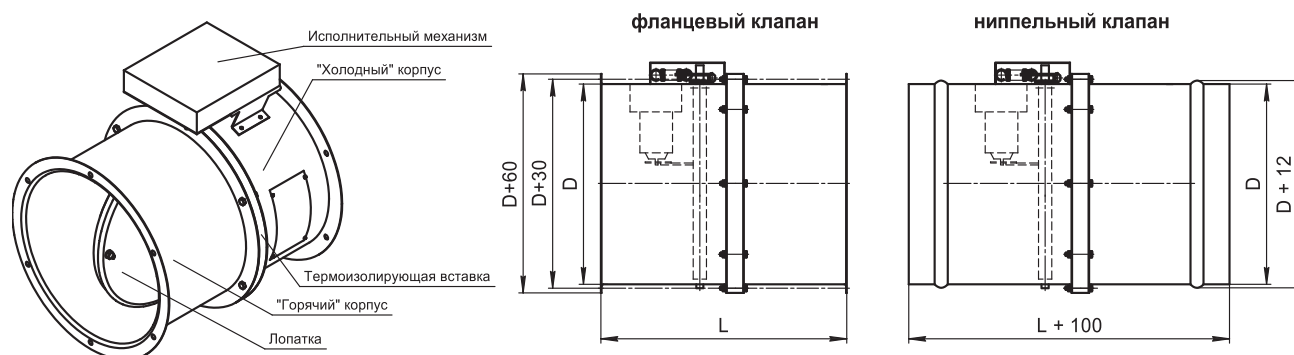 фланцевый клапан
ниппельный клапан
Исполнительный механизм
"Холодный" корпус
Термоизолирующая вставка
"Горячий" корпус
Лопатка
D+60
D+30
D
L
D
D + 12
L + 100